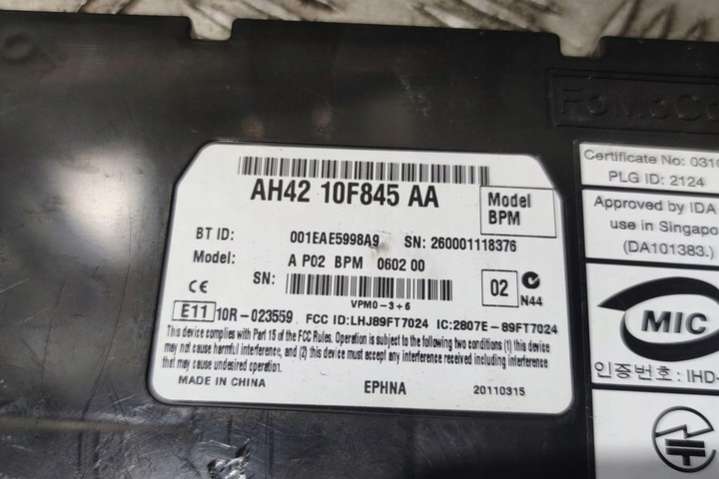 FoMoCo
AH42 10F845 AA
Model
BPM
BT ID: 001EAE5998A9 SN: 260001118376
Model: A P02 BPM 0602 00
SN:
VPM0-3+6
02
N44
CE
E11 10R-023559 FCC ID:LHJ89FT7024 IC:2807E-89FT7024
This device complies with Part 15 of the FCC Rules. Operation is subject to the following two conditions (1) this device
may not cause harmful interference, and (2) this device must accept any interference received including interference
that may cause undesired operation.
MADE IN CHINA EPHNA 20110315
Certificate No: 0316
PLG ID: 2124
Approved by IDA
use in Singapo
(DA101383.)
MIC
인증번호: IHD-